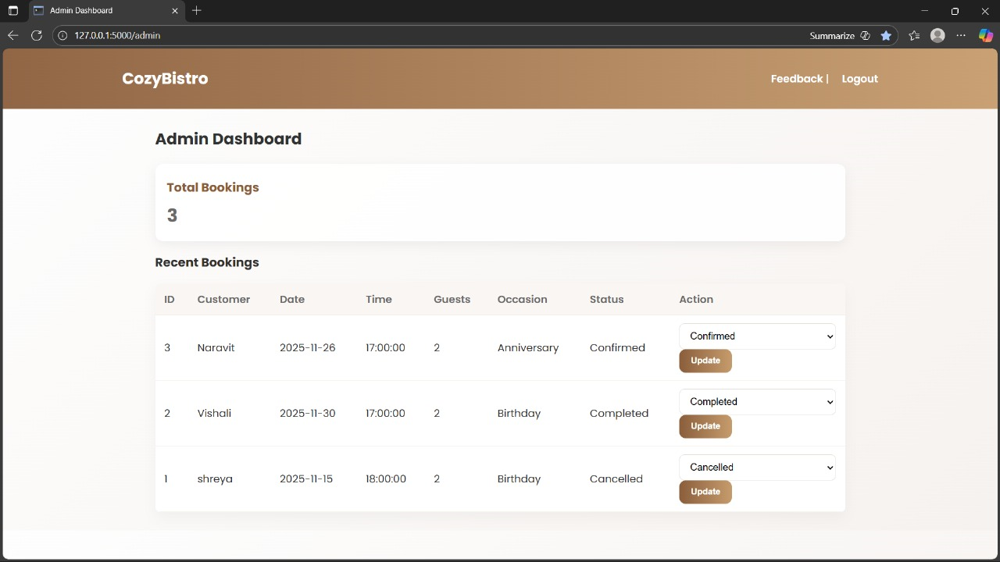 Admin Dashboard
127.0.0.1:5000/admin
Summarize
CozyBistro
Feedback | Logout
Admin Dashboard
Total Bookings
3
Recent Bookings
ID Customer Date Time Guests Occasion Status Action
3 Naravit 2025-11-26 17:00:00 2 Anniversary Confirmed Confirmed
Update
2 Vishali 2025-11-30 17:00:00 2 Birthday Completed Completed
Update
1 shreya 2025-11-15 18:00:00 2 Birthday Cancelled Cancelled
Update